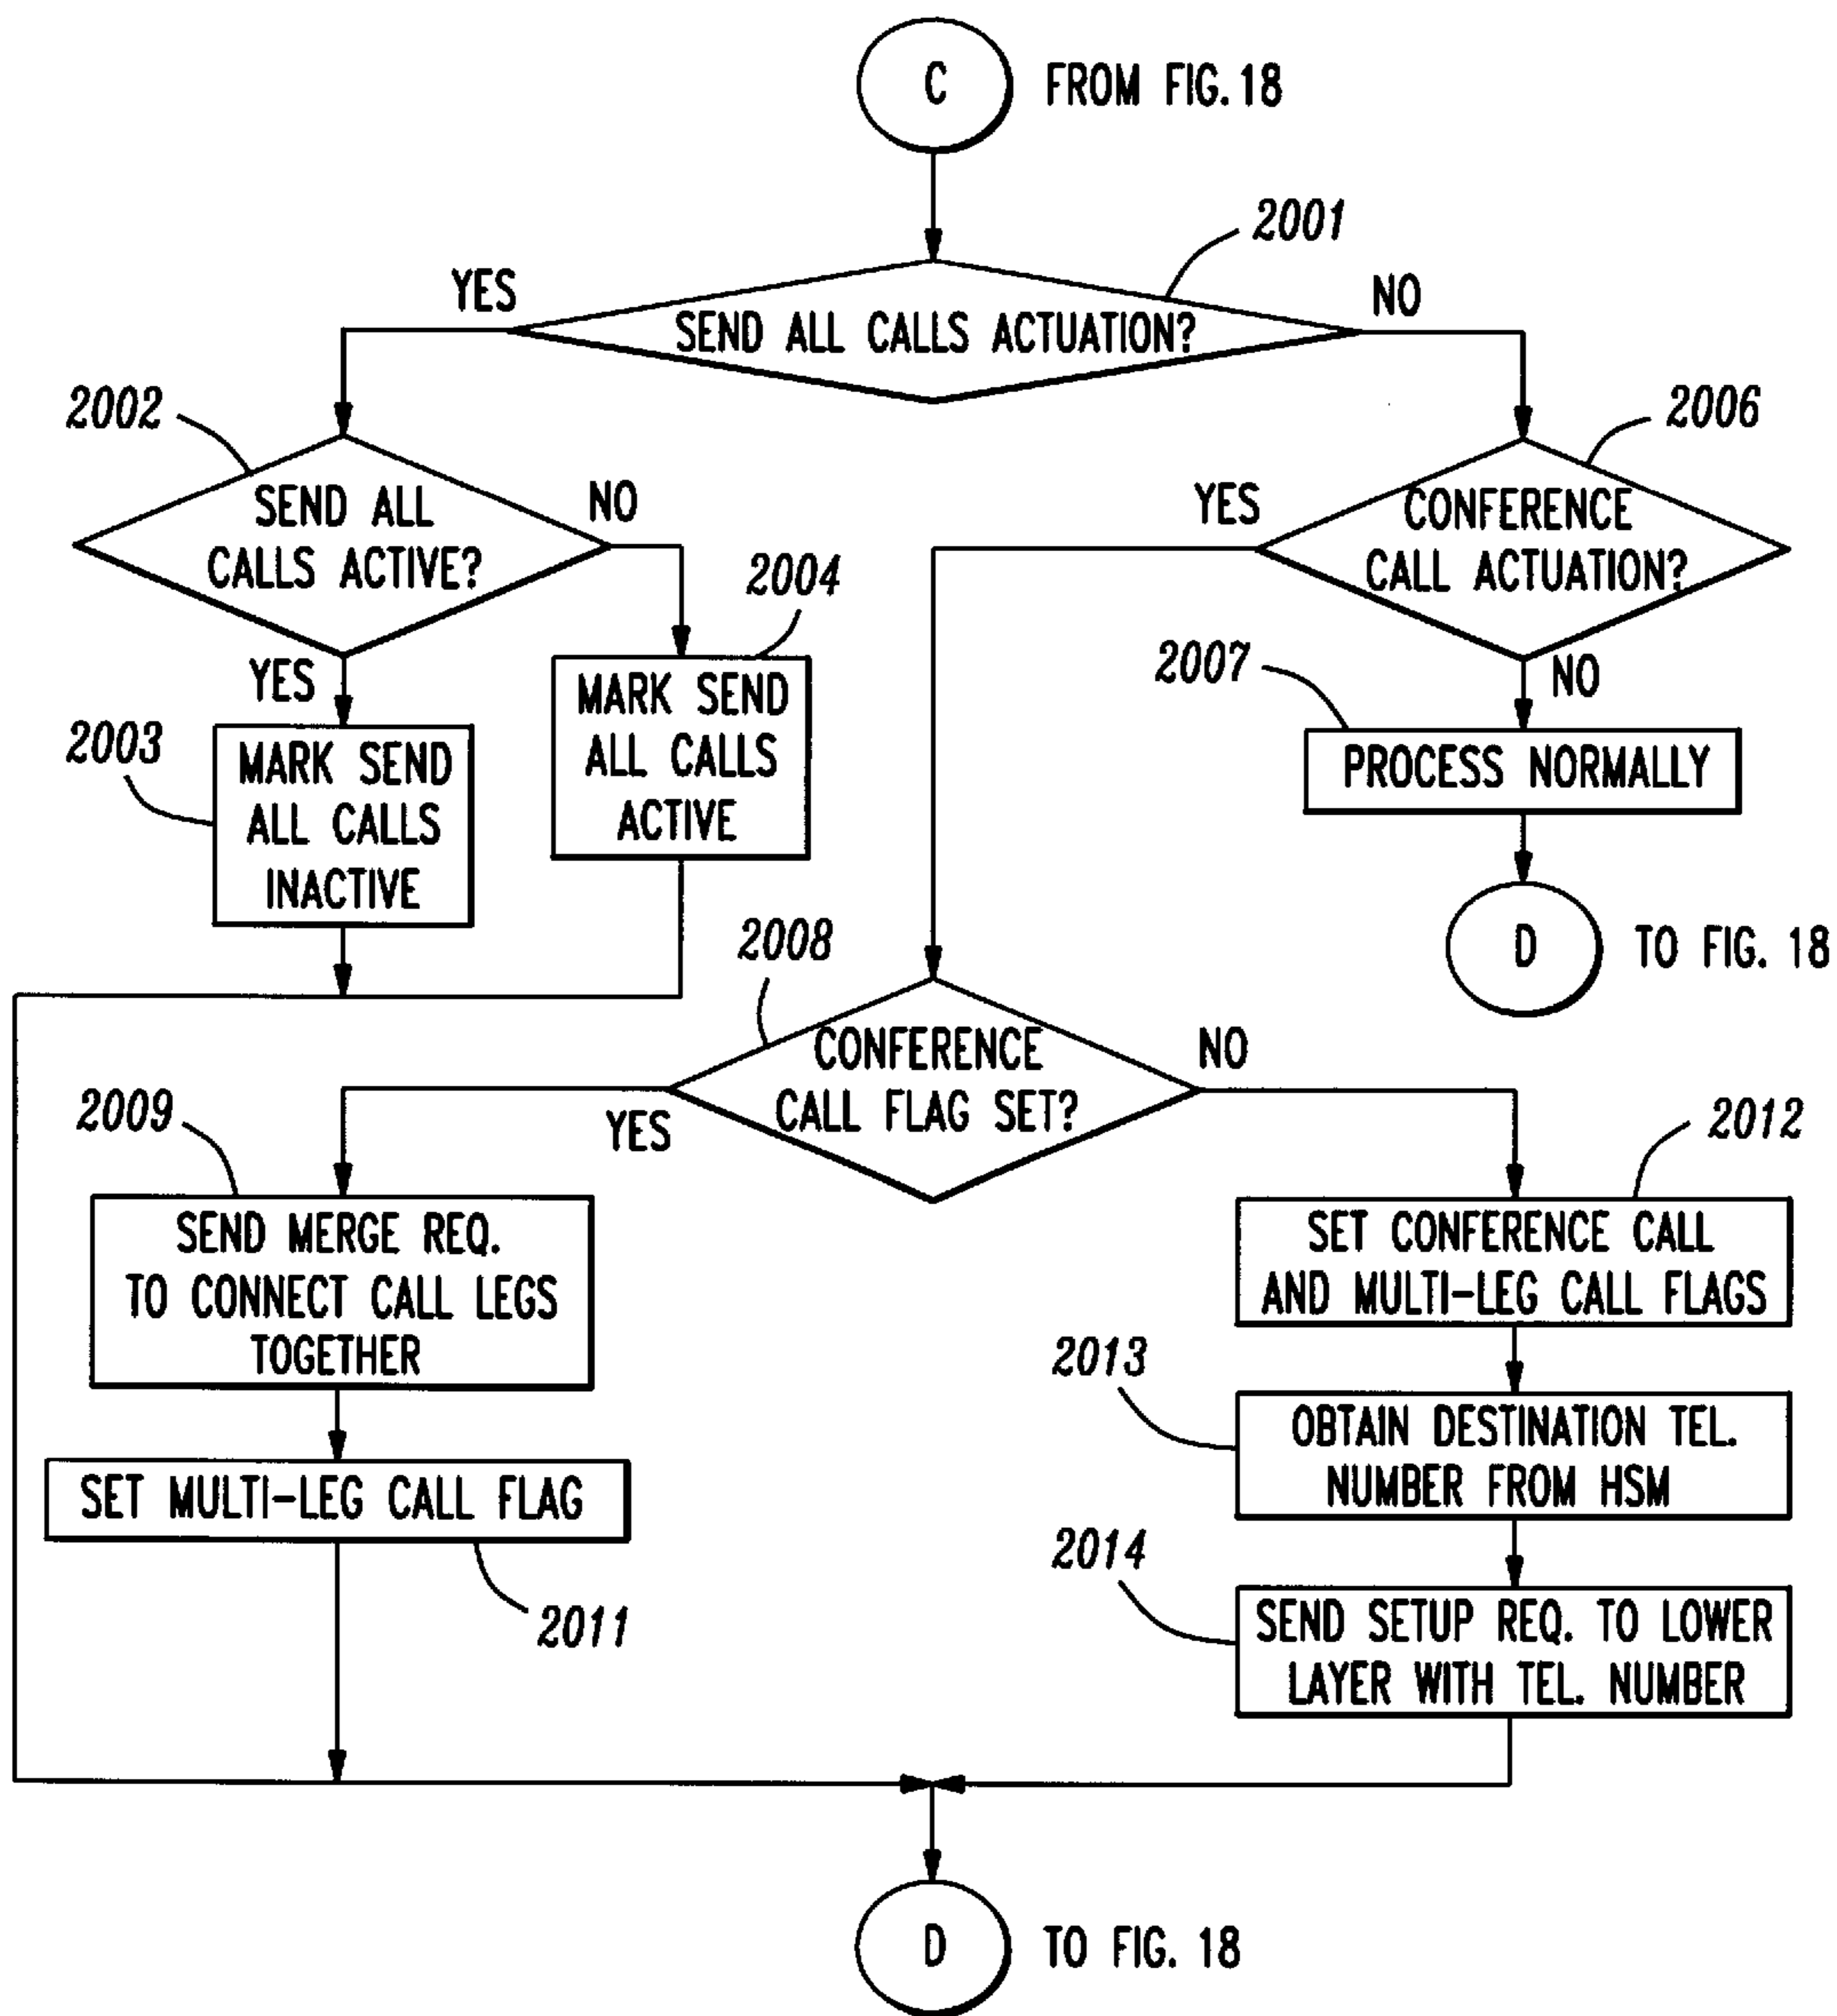 C FROM FIG. 18
2001
YES
NO
SEND ALL CALLS ACTUATION?
2002
2006
SEND ALL
CALLS ACTIVE?
NO
YES
CONFERENCE
CALL ACTUATION?
2004
YES
2007
NO
2003
MARK SEND
ALL CALLS
INACTIVE
MARK SEND
ALL CALLS
ACTIVE
PROCESS NORMALLY
2008
D TO FIG. 18
CONFERENCE
CALL FLAG SET?
NO
2009
YES
2012
SEND MERGE REQ.
TO CONNECT CALL LEGS
TOGETHER
SET CONFERENCE CALL
AND MULTI-LEG CALL FLAGS
2013
OBTAIN DESTINATION TEL.
NUMBER FROM HSM
SET MULTI-LEG CALL FLAG
2014
2011
SEND SETUP REQ. TO LOWER
LAYER WITH TEL. NUMBER
D TO FIG. 18